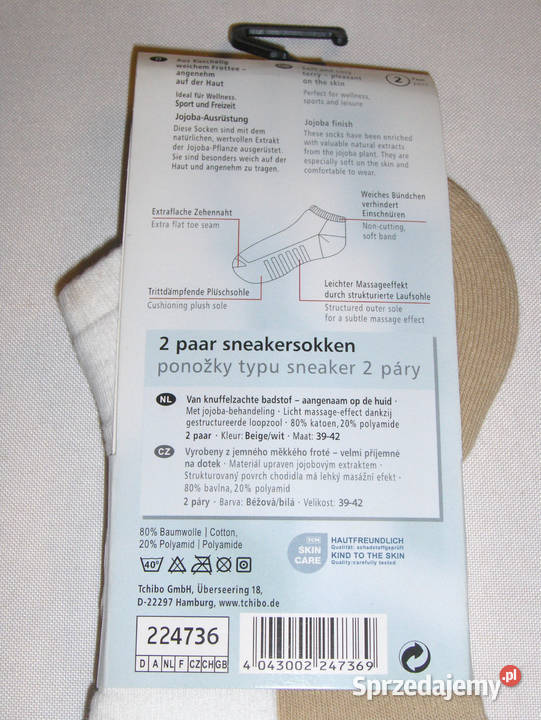 Aus Kuschelig
weichem Frottee –
angenehm
auf der Haut
Ideal für Wellness,
Sport und Freizeit
Jojoba-Ausrüstung
Diese Socken sind mit dem
natürlichen, wertvollen Extrakt
der Jojoba-Pflanze ausgerüstet.
Sie sind besonders weich auf der
Haut und angenehm zu tragen.
terry – pleasant
on the skin
Perfect for wellness,
sports and leisure
Jojoba finish
These socks have been enriched
with valuable natural extracts
from the jojoba plant. They are
especially soft on the skin and
comfortable to wear.
2 Paar
Extraflache Zehennaht
Extra flat toe seam
Weiches Bündchen
verhindert
Einschnüren
Non-cutting,
soft band
Trittdämpfende Plüschsohle
Cushioning plush sole
Leichter Massageeffekt
durch strukturierte Laufsohle
Structured outer sole
for a subtle massage effect
2 paar sneakersokken
ponožky typu sneaker 2 páry
NL Van knuffelzachte badstof – aangenaam op de huid ·
Met jojoba-behandeling · Licht massage-effect dankzij
gestructureerde loopzool · 80% katoen, 20% polyamide
2 paar · Kleur: Beige/wit · Maat: 39-42
CZ Vyrobeny z jemného měkkého froté – velmi příjemné
na dotek · Materiál upraven jojobovým extraktem ·
Strukturovaný povrch chodidla má lehký masážní efekt ·
80% bavlna, 20% polyamid
2 páry · Barva: Béžová/bílá · Velikost: 39-42
80% Baumwolle | Cotton,
20% Polyamid | Polyamide
40°
TCM
SKIN
CARE
HAUTFREUNDLICH
Qualität: schadstoffgeprüft
KIND TO THE SKIN
Quality: carefully tested
Tchibo GmbH, Überseering 18,
D-22297 Hamburg, www.tchibo.com
224736
D A NL F CZ CH GB
4 043002 247369
Sprzedajemy.pl